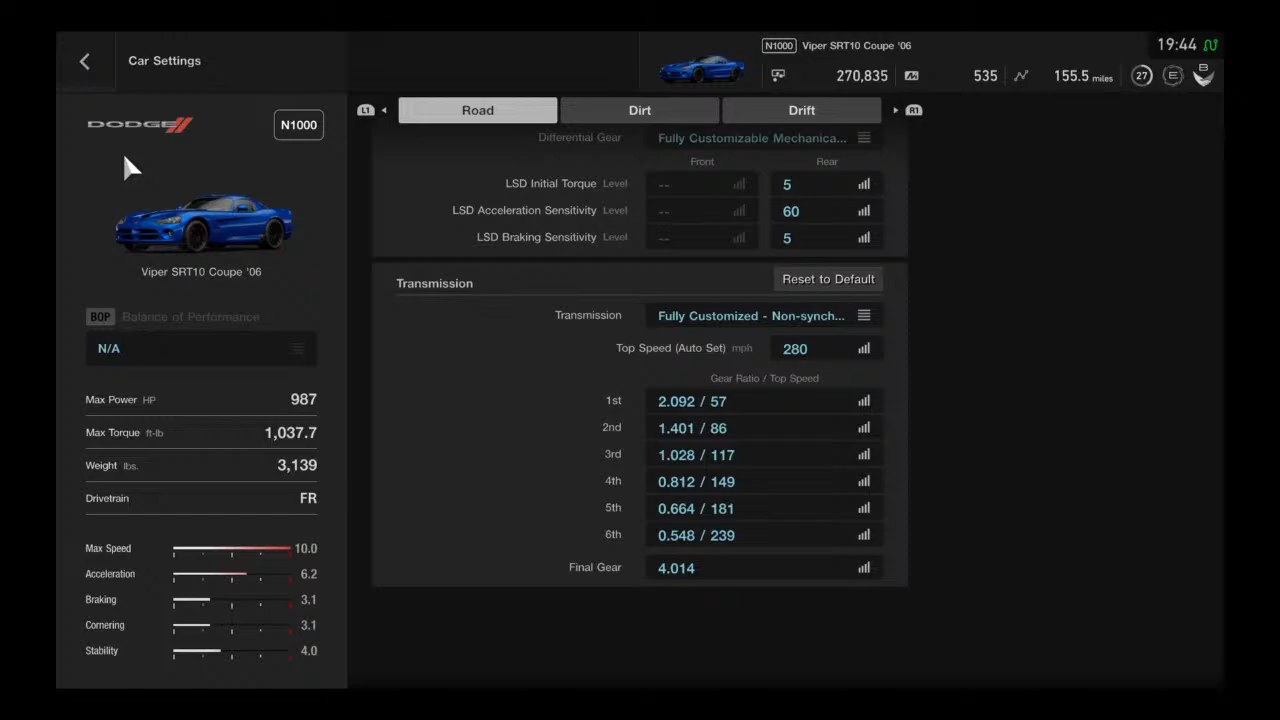 Car Settings
N1000 Viper SRT10 Coupe '06
19:44
270,835 535 155.5 miles 27 E B
DODGE
N1000
Viper SRT10 Coupe '06
BOP Balance of Performance
N/A
Max Power HP 987
Max Torque ft-lb 1,037.7
Weight lbs. 3,139
Drivetrain FR
Max Speed 10.0
Acceleration 6.2
Braking 3.1
Cornering 3.1
Stability 4.0
L1 Road Dirt Drift R1
Differential Gear Fully Customizable Mechanica...
Front Rear
LSD Initial Torque Level -- 5
LSD Acceleration Sensitivity Level -- 60
LSD Braking Sensitivity Level -- 5
Transmission Reset to Default
Transmission Fully Customized - Non-synch...
Top Speed (Auto Set) mph 280
Gear Ratio / Top Speed
1st 2.092 / 57
2nd 1.401 / 86
3rd 1.028 / 117
4th 0.812 / 149
5th 0.664 / 181
6th 0.548 / 239
Final Gear 4.014